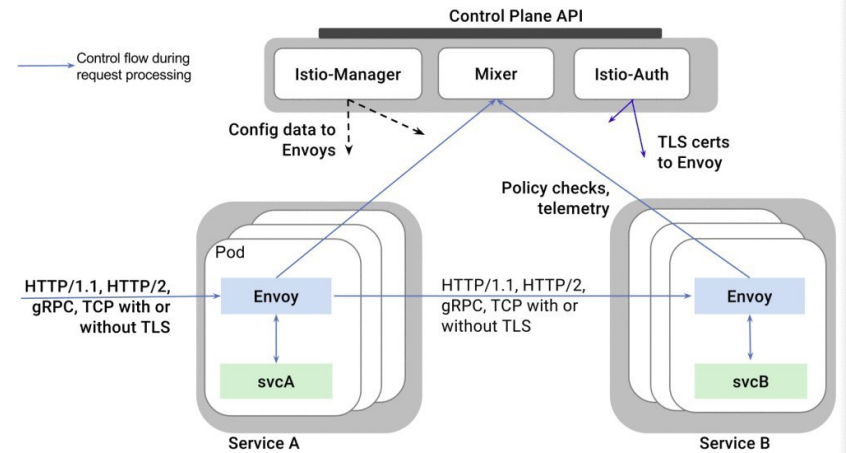 Control Plane API
Control flow during
request processing
Istio-Manager
Mixer
Istio-Auth
Config data to
Envoys
TLS certs
to Envoy
Policy checks,
telemetry
Pod
HTTP/1.1, HTTP/2,
gRPC, TCP with or
without TLS
Envoy
HTTP/1.1, HTTP/2,
gRPC, TCP with or
without TLS
Envoy
svcA
svcB
Service A
Service B